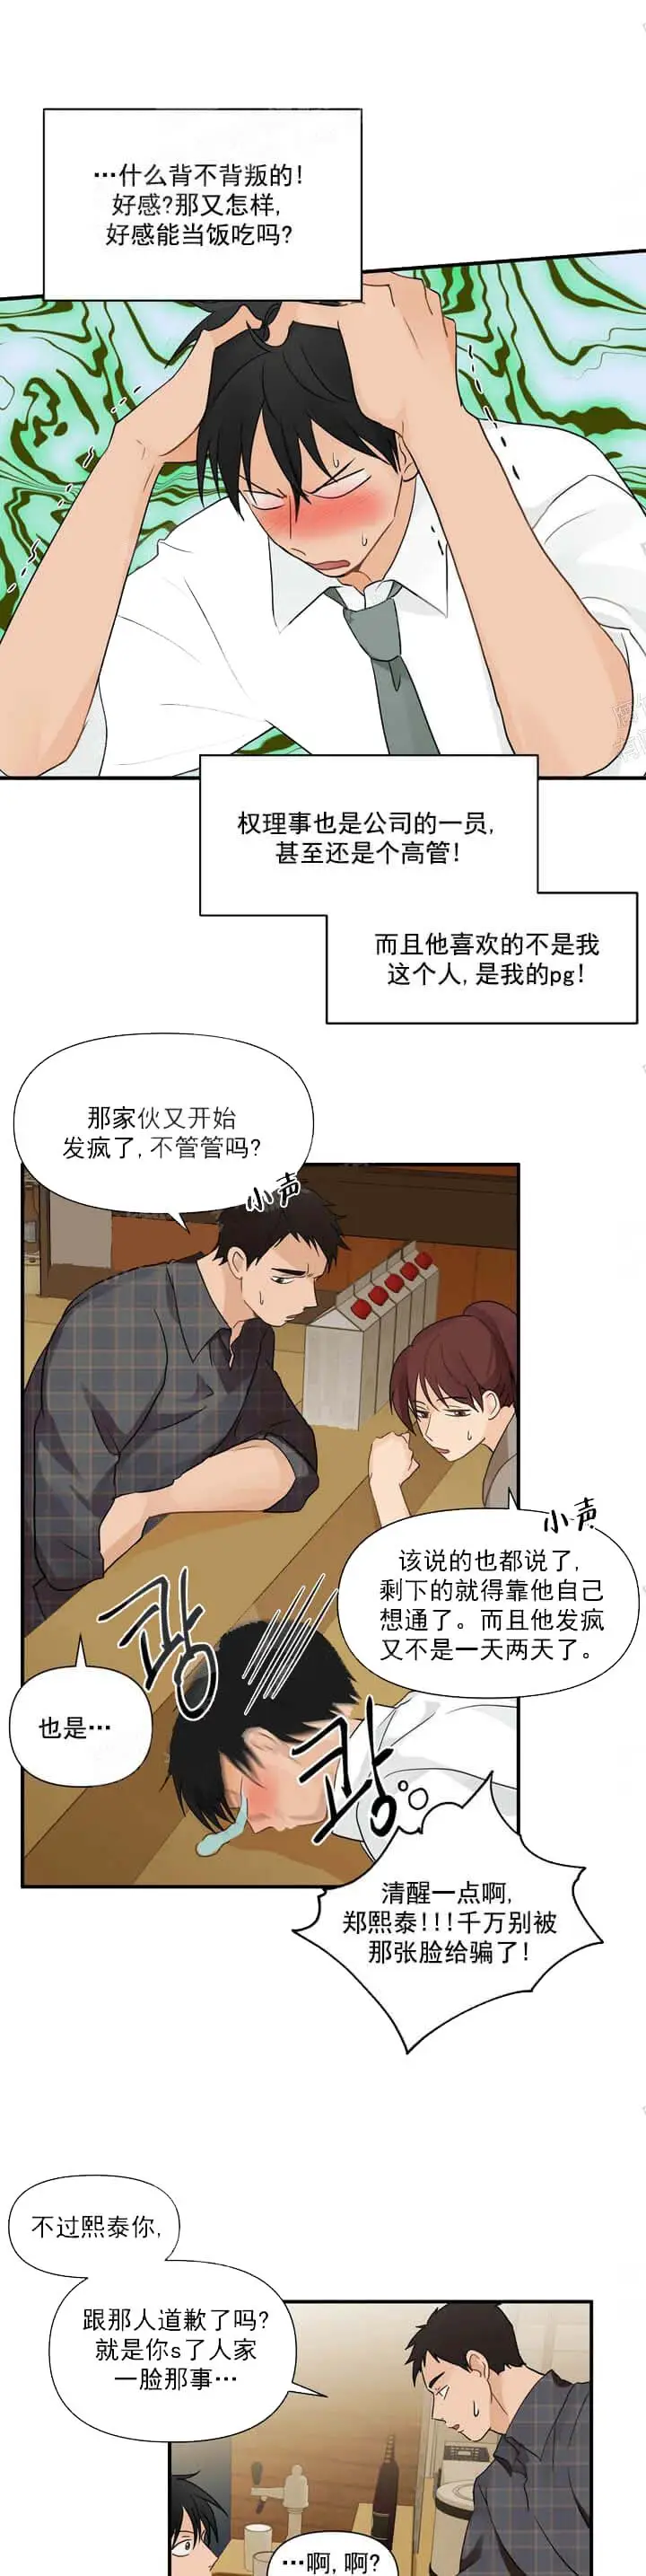 …什么背不背叛的!
好感?那又怎样,
好感能当饭吃吗?
权理事也是公司的一员,
甚至还是个高管!
而且他喜欢的不是我
这个人,是我的pg!
那家伙又开始
发疯了,不管管吗?
小声
小声
该说的也都说了,
剩下的就得靠他自己
想通了。而且他发疯
又不是一天两天了。
쾅
也是…
쾅
清醒一点啊,
郑熙泰!!!千万别被
那张脸给骗了!
不过熙泰你,
跟那人道歉了吗?
就是你s了人家
一脸那事…
…啊,啊?